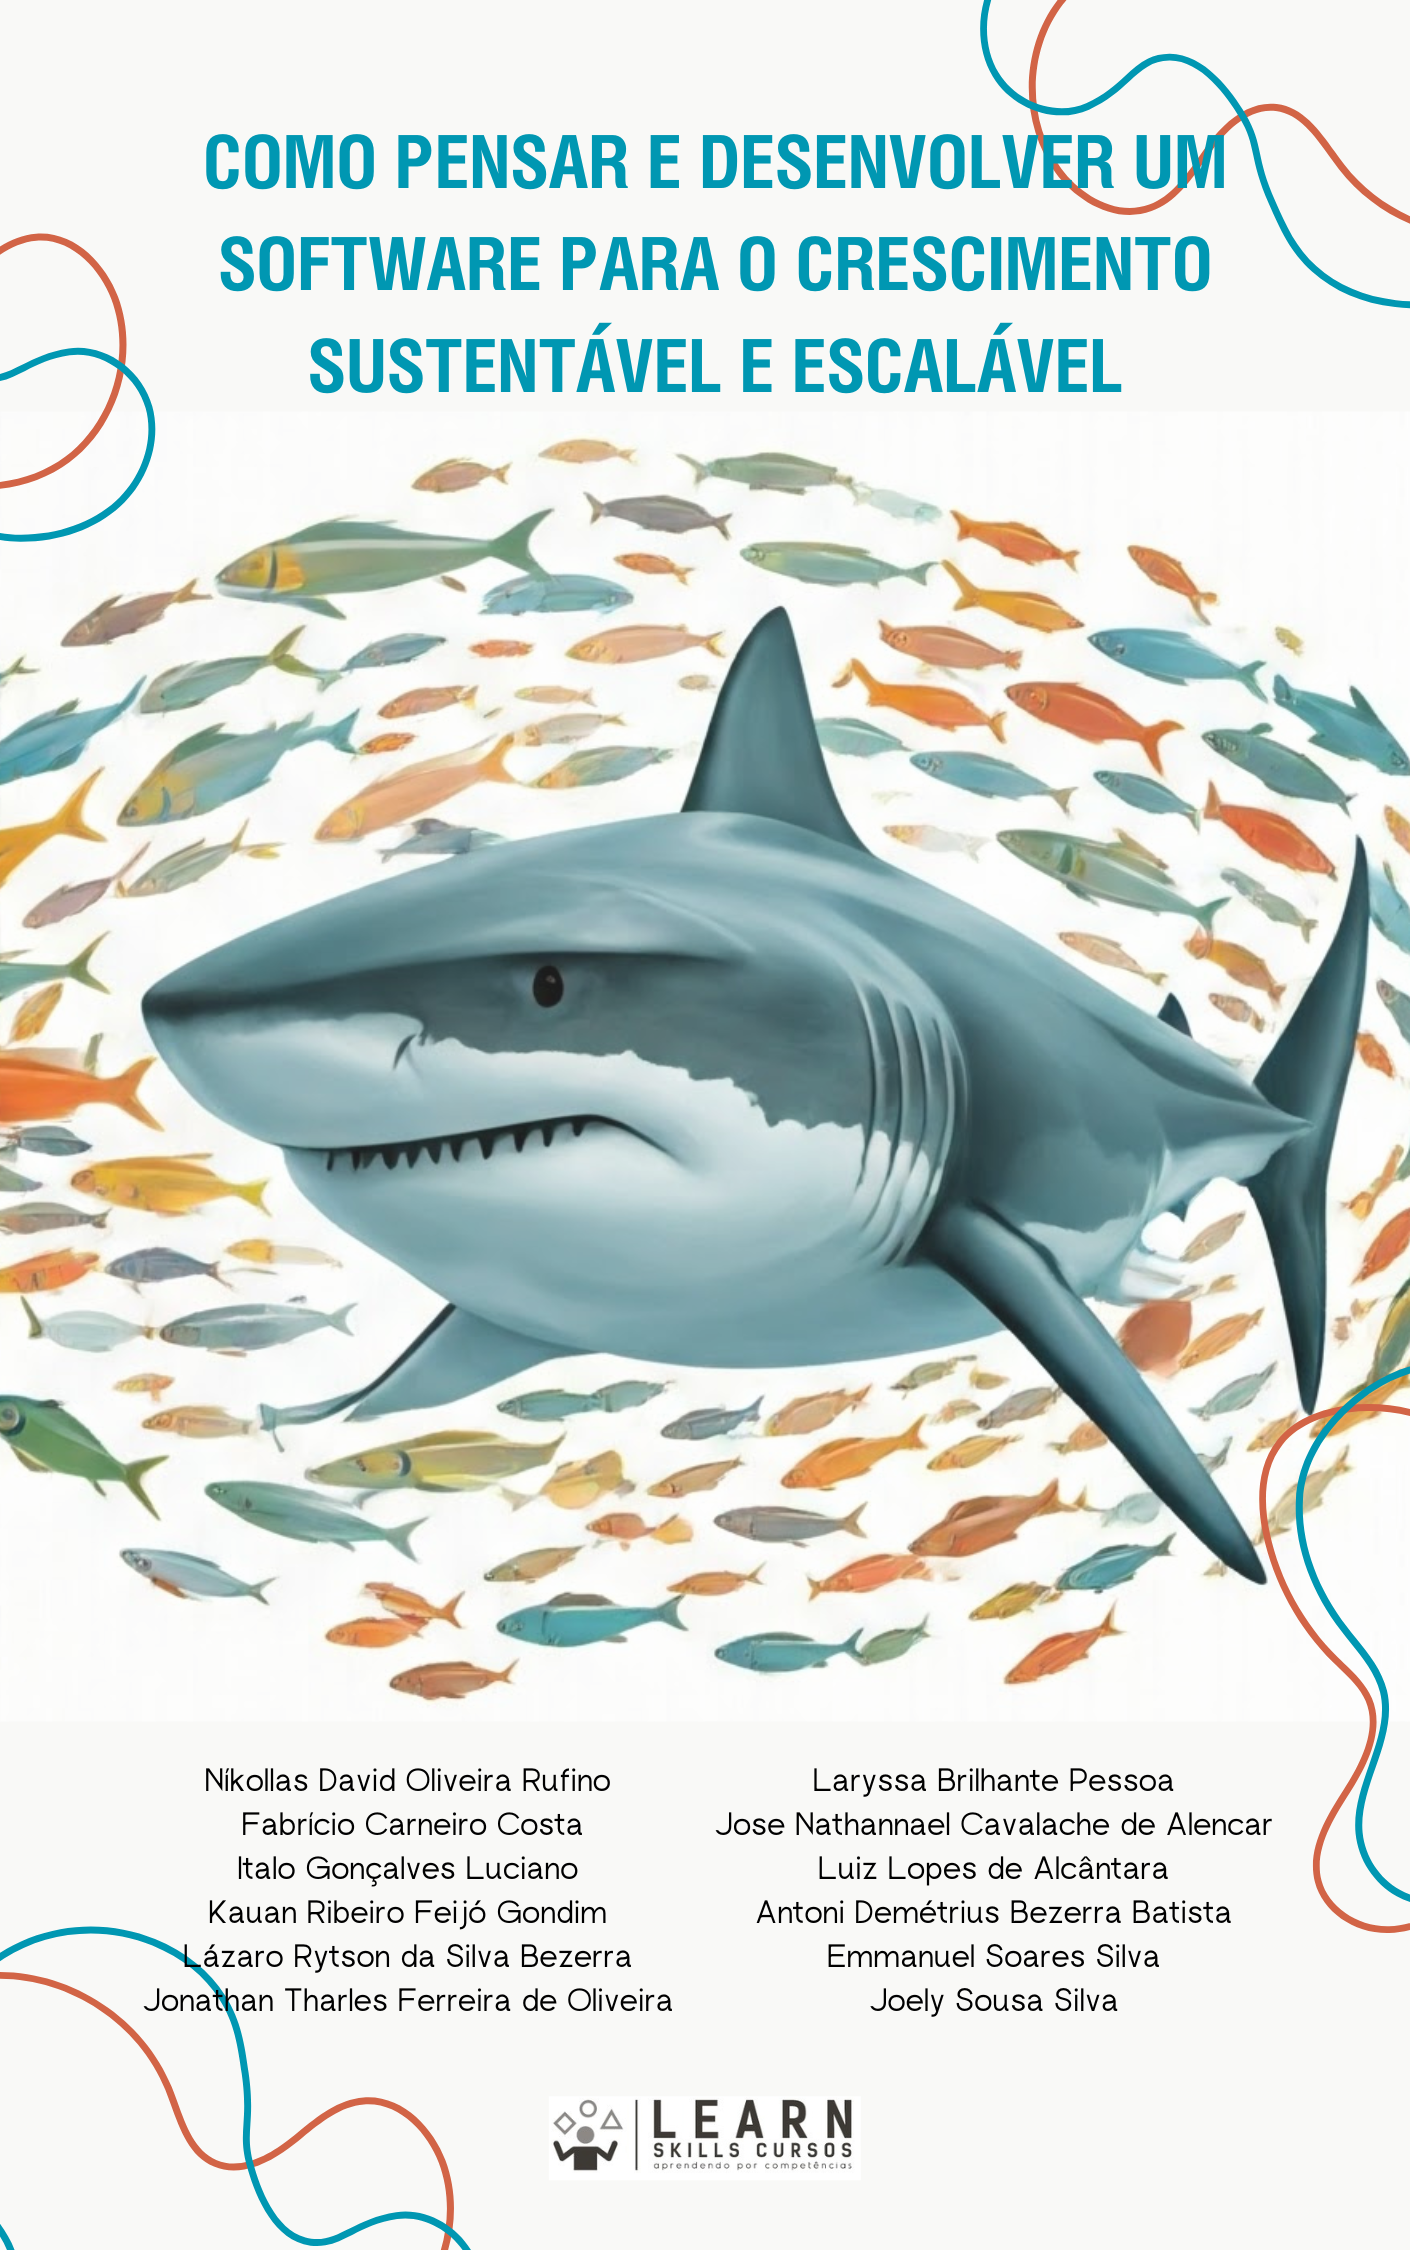 COMO PENSAR E DESENVOLVER UM
SOFTWARE PARA O CRESCIMENTO
SUSTENTÁVEL E ESCALÁVEL
Níkollas David Oliveira Rufino
Fabrício Carneiro Costa
Italo Gonçalves Luciano
Kauan Ribeiro Feijó Gondim
Lázaro Rytson da Silva Bezerra
Jonathan Tharles Ferreira de Oliveira
Laryssa Brilhante Pessoa
Jose Nathannael Cavalache de Alencar
Luiz Lopes de Alcântara
Antoni Demétrius Bezerra Batista
Emmanuel Soares Silva
Joely Sousa Silva
LEARN
SKILLS CURSOS
aprendendo por competências